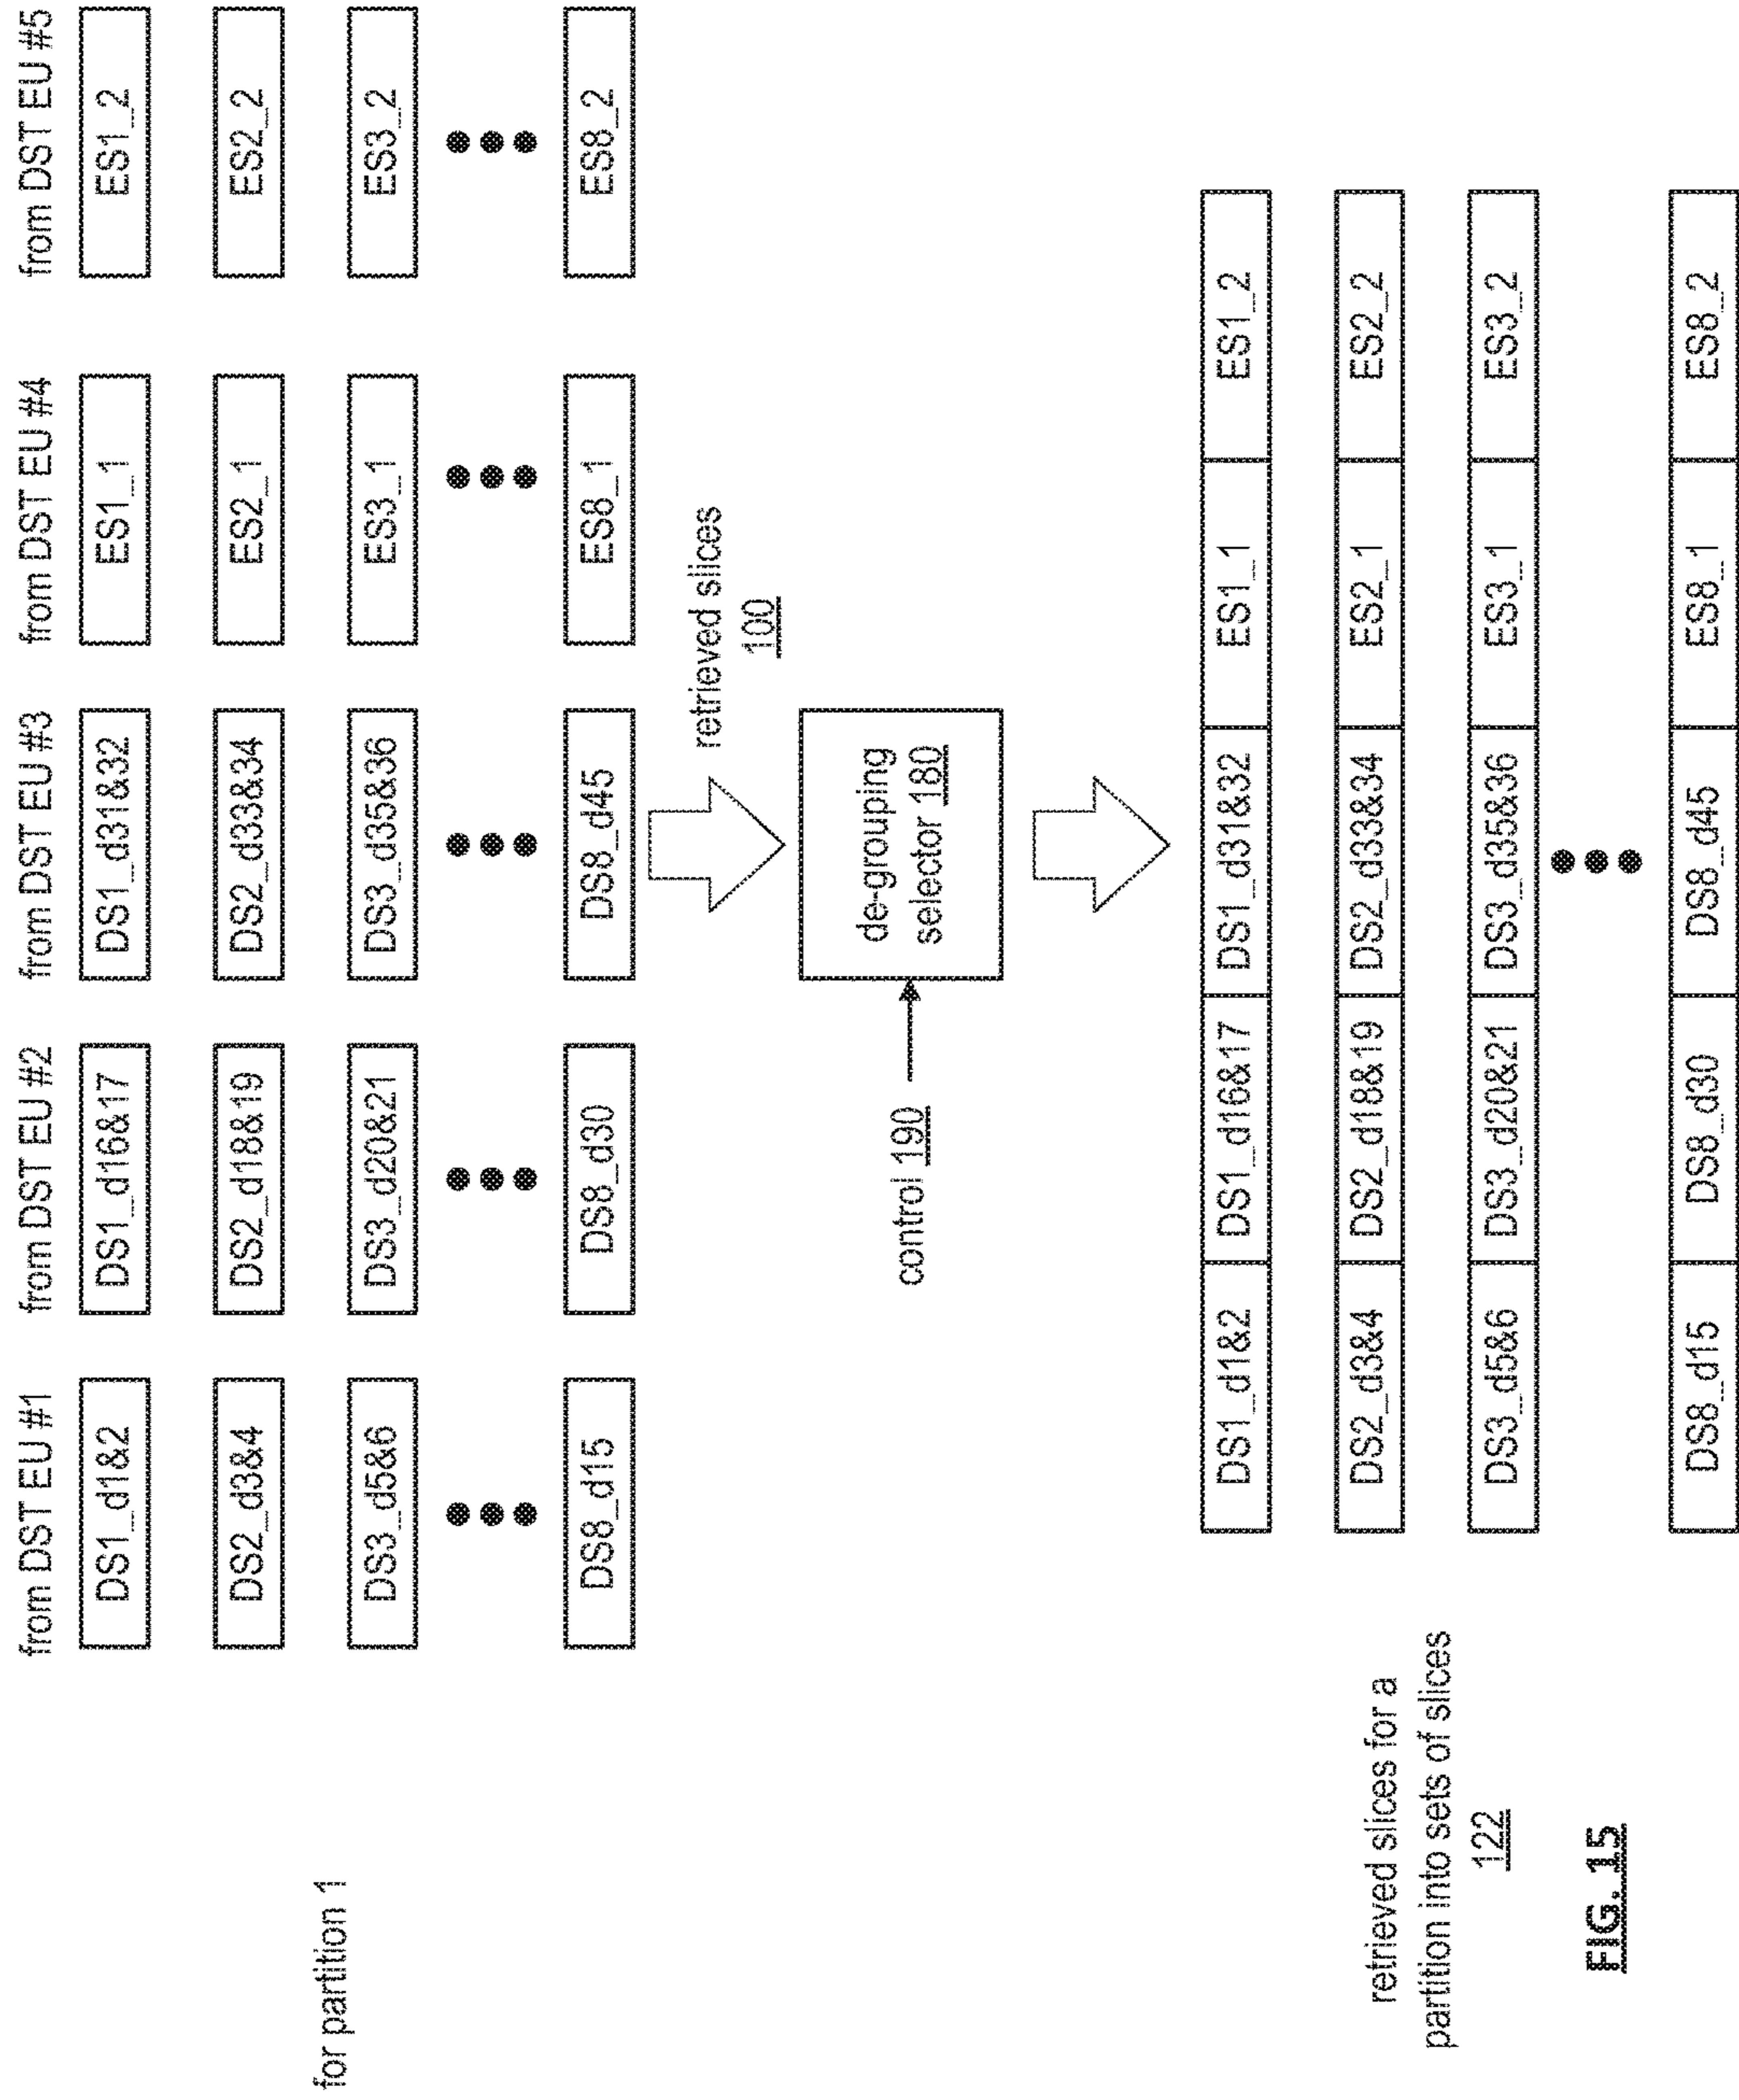 from DST EU #1
from DST EU #2
from DST EU #3
from DST EU #4
from DST EU #5
DS1_d1&2
DS1_d16&17
DS1_d31&32
ES1_1
ES1_2
DS2_d3&4
DS2_d18&19
DS2_d33&34
ES2_1
ES2_2
for partition 1
DS3_d5&6
DS3_d20&21
DS3_d35&36
ES3_1
ES3_2
DS8_d15
DS8_d30
DS8_d45
ES8_1
ES8_2
retrieved slices
100
control 190
de-grouping
selector 180
DS1_d1&2
DS1_d16&17
DS1_d31&32
ES1_1
ES1_2
retrieved slices for a
partition into sets of slices
122
DS2_d3&4
DS2_d18&19
DS2_d33&34
ES2_1
ES2_2
DS3_d5&6
DS3_d20&21
DS3_d35&36
ES3_1
ES3_2
DS8_d15
DS8_d30
DS8_d45
ES8_1
ES8_2
FIG. 15